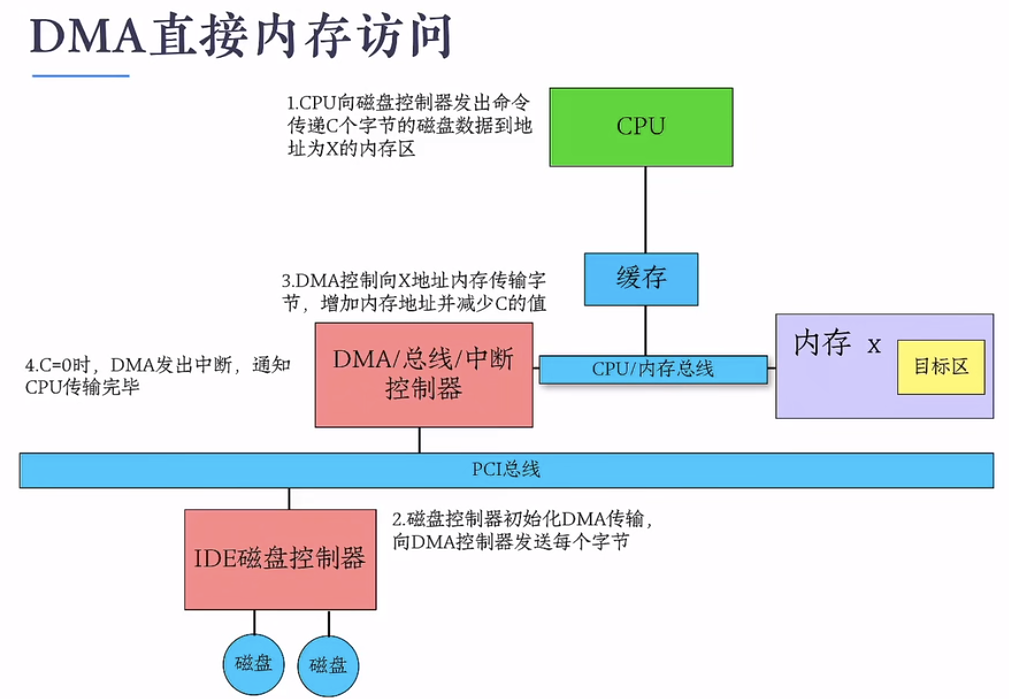 DMA直接内存访问
1.CPU向磁盘控制器发出命令
传递C个字节的磁盘数据到地
址为X的内存区
CPU
缓存
3.DMA控制向X地址内存传输字
节，增加内存地址并减少C的值
4.C=0时，DMA发出中断，通知
CPU传输完毕
DMA/总线/中断
控制器
CPU/内存总线
内存 x
目标区
PCI总线
IDE磁盘控制器
2.磁盘控制器初始化DMA传输，
向DMA控制器发送每个字节
磁盘
磁盘